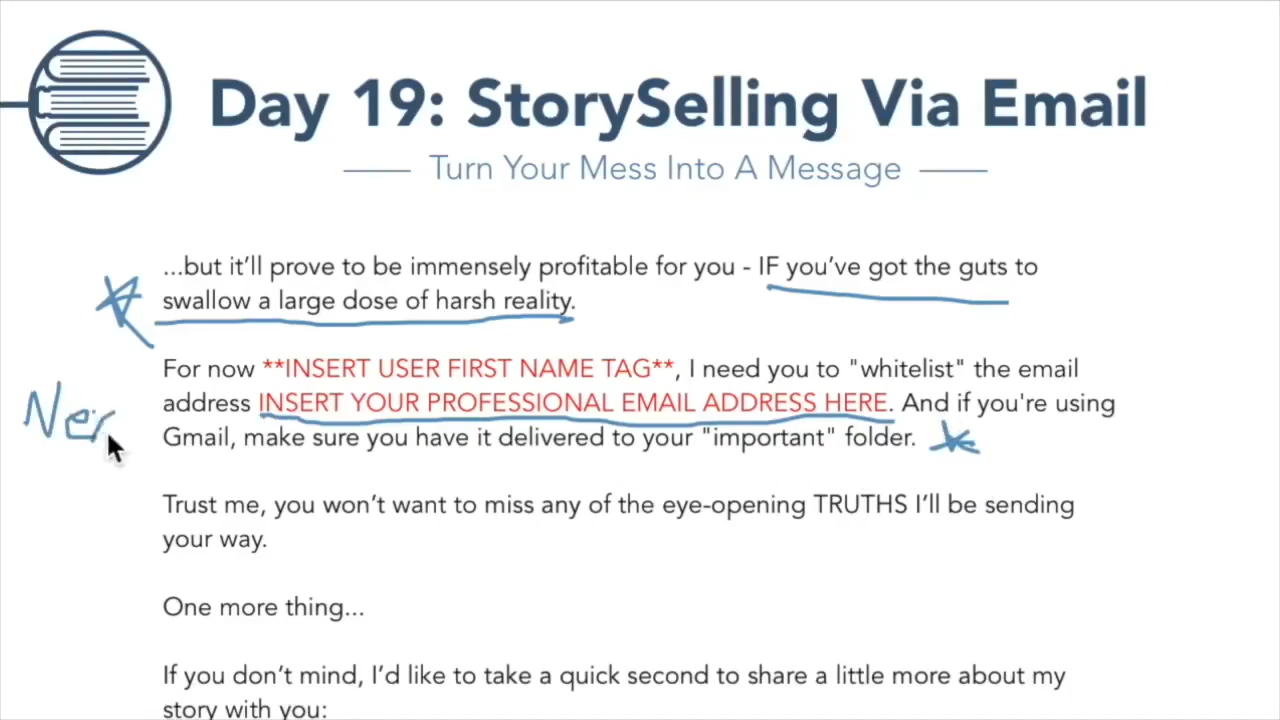 Day 19: StorySelling Via Email
Turn Your Mess Into A Message
...but it’ll prove to be immensely profitable for you - IF you’ve got the guts to
swallow a large dose of harsh reality.
For now **INSERT USER FIRST NAME TAG**, I need you to "whitelist" the email
address INSERT YOUR PROFESSIONAL EMAIL ADDRESS HERE. And if you're using
Gmail, make sure you have it delivered to your "important" folder.
Trust me, you won’t want to miss any of the eye-opening TRUTHS I’ll be sending
your way.
One more thing...
If you don’t mind, I’d like to take a quick second to share a little more about my
story with you: